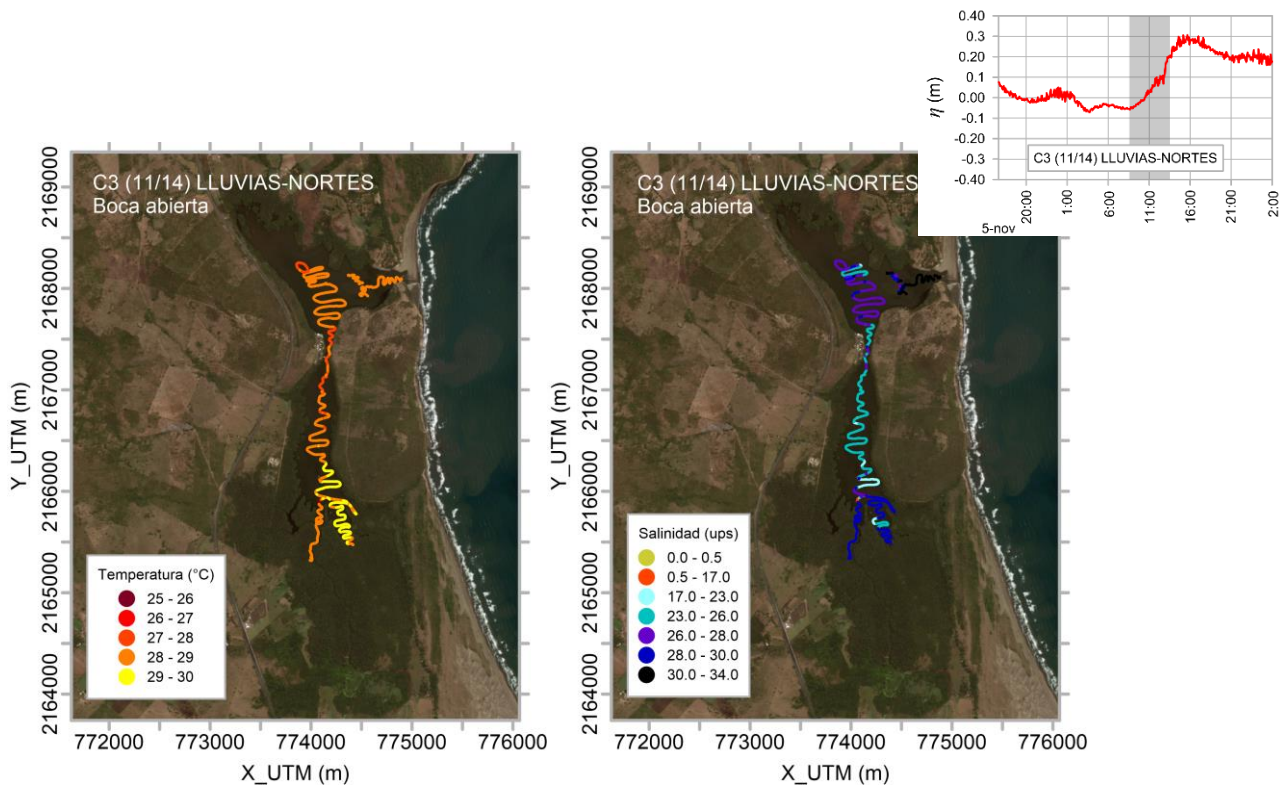 C3 (11/14) LLUVIAS-NORTES
Boca abierta
2169000
2168000
2167000
2166000
2165000
2164000
Y_UTM (m)
Temperatura (°C)
25 - 26
26 - 27
27 - 28
28 - 29
29 - 30
772000 773000 774000 775000 776000
X_UTM (m)
C3 (11/14) LLUVIAS-NORTES
Boca abierta
2169000
2168000
2167000
2166000
2165000
2164000
Y_UTM (m)
Salinidad (ups)
0.0 - 0.5
0.5 - 17.0
17.0 - 23.0
23.0 - 26.0
26.0 - 28.0
28.0 - 30.0
30.0 - 34.0
772000 773000 774000 775000 776000
X_UTM (m)
0.40
0.3
0.20
0.1
0.00
-0.1
-0.20
-0.3
-0.40
η (m)
C3 (11/14) LLUVIAS-NORTES
20:00 1:00 6:00 11:00 16:00 21:00 2:00
5-nov